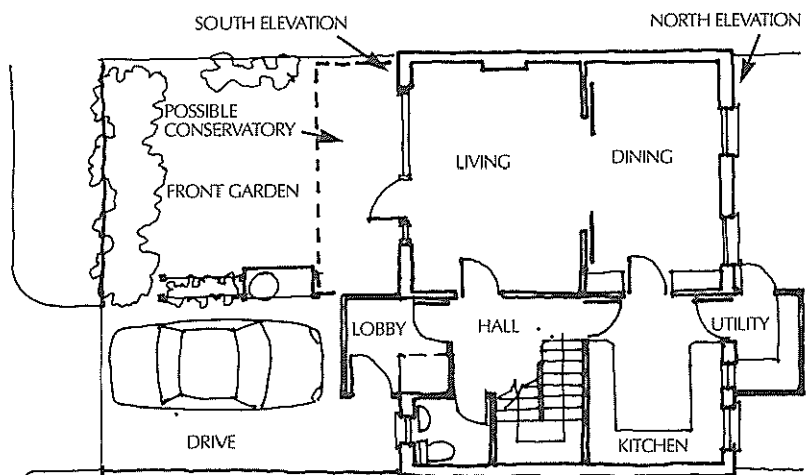 SOUTH ELEVATION
NORTH ELEVATION
POSSIBLE
CONSERVATORY
LIVING
DINING
FRONT GARDEN
LOBBY
HALL
UTILITY
DRIVE
KITCHEN